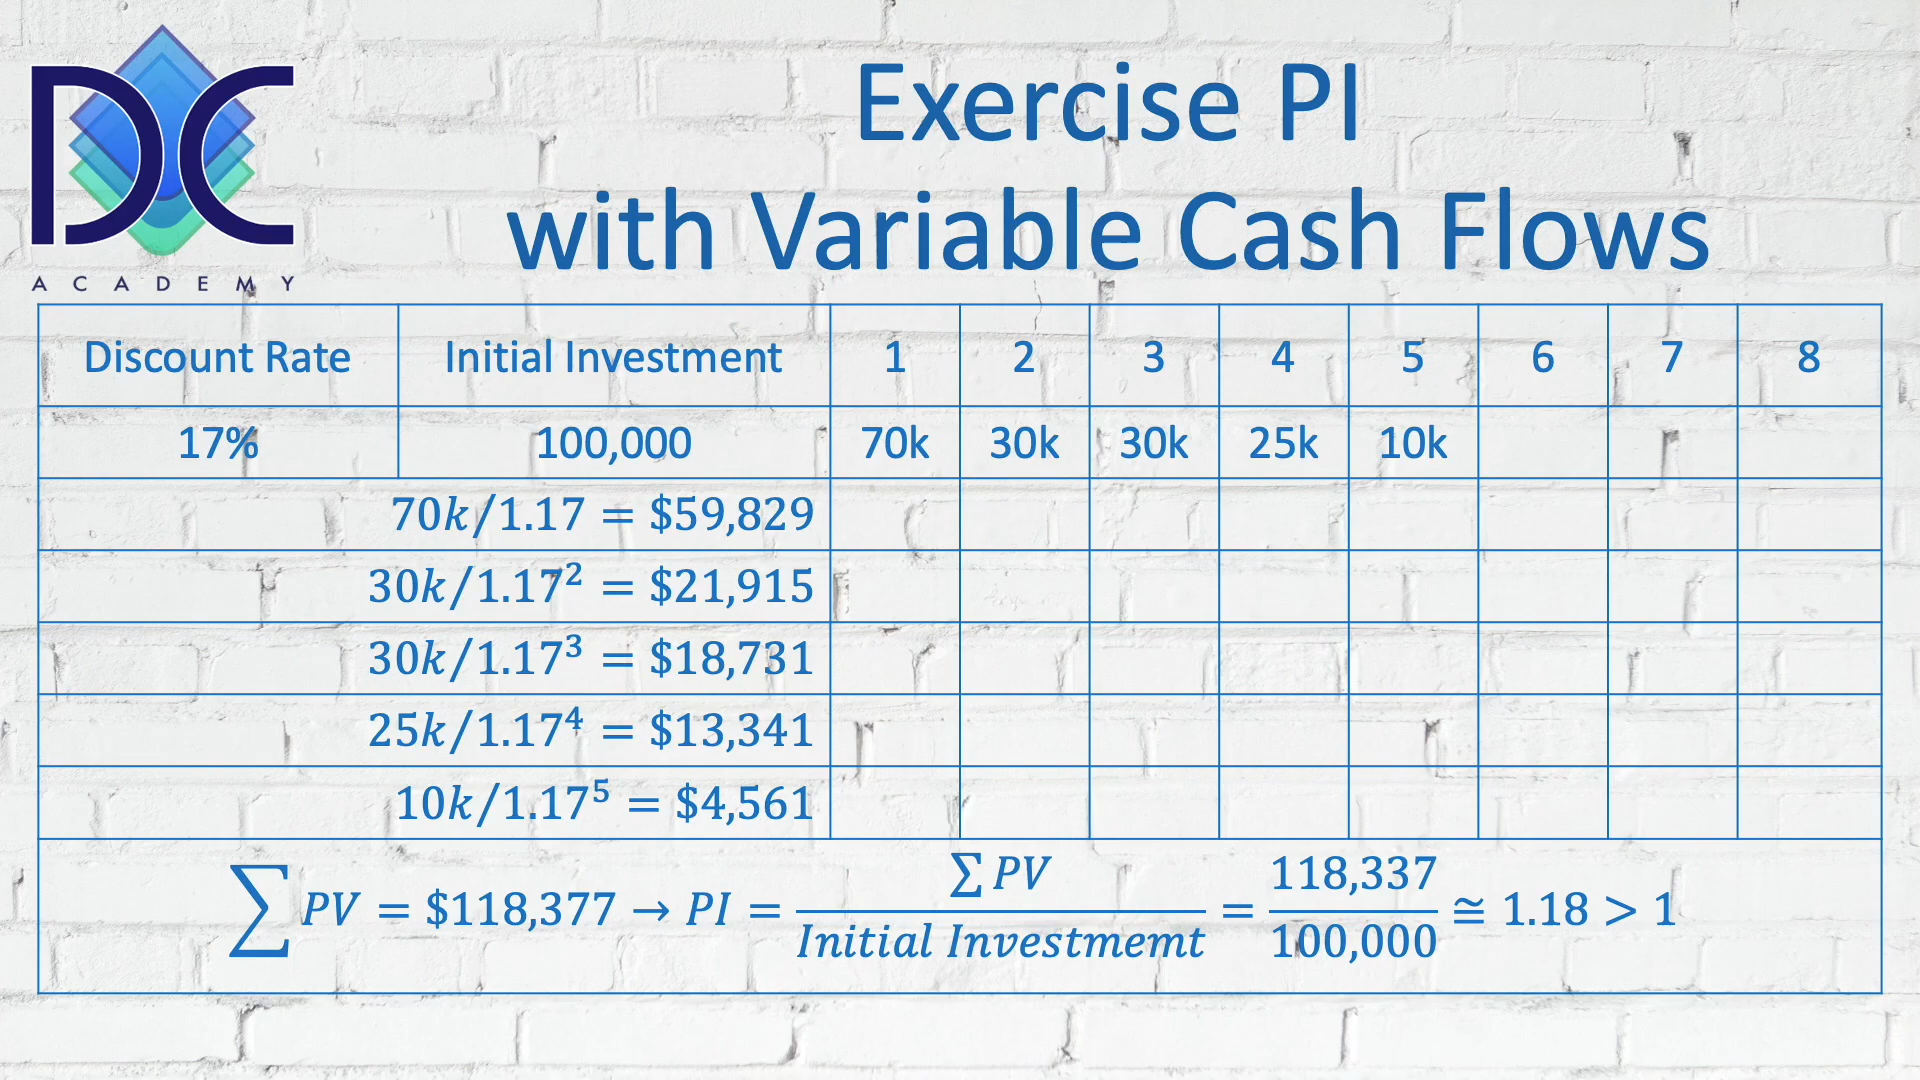 DC
ACADEMY
Exercise PI
with Variable Cash Flows
Discount Rate Initial Investment 1 2 3 4 5 6 7 8
17% 100,000 70k 30k 30k 25k 10k
70k/1.17 = $59,829
30k/1.17² = $21,915
30k/1.17³ = $18,731
25k/1.17⁴ = $13,341
10k/1.17⁵ = $4,561
∑ PV = $118,377 → PI = ∑ PV / Initial Investmemt = 118,337 / 100,000 ≅ 1.18 > 1